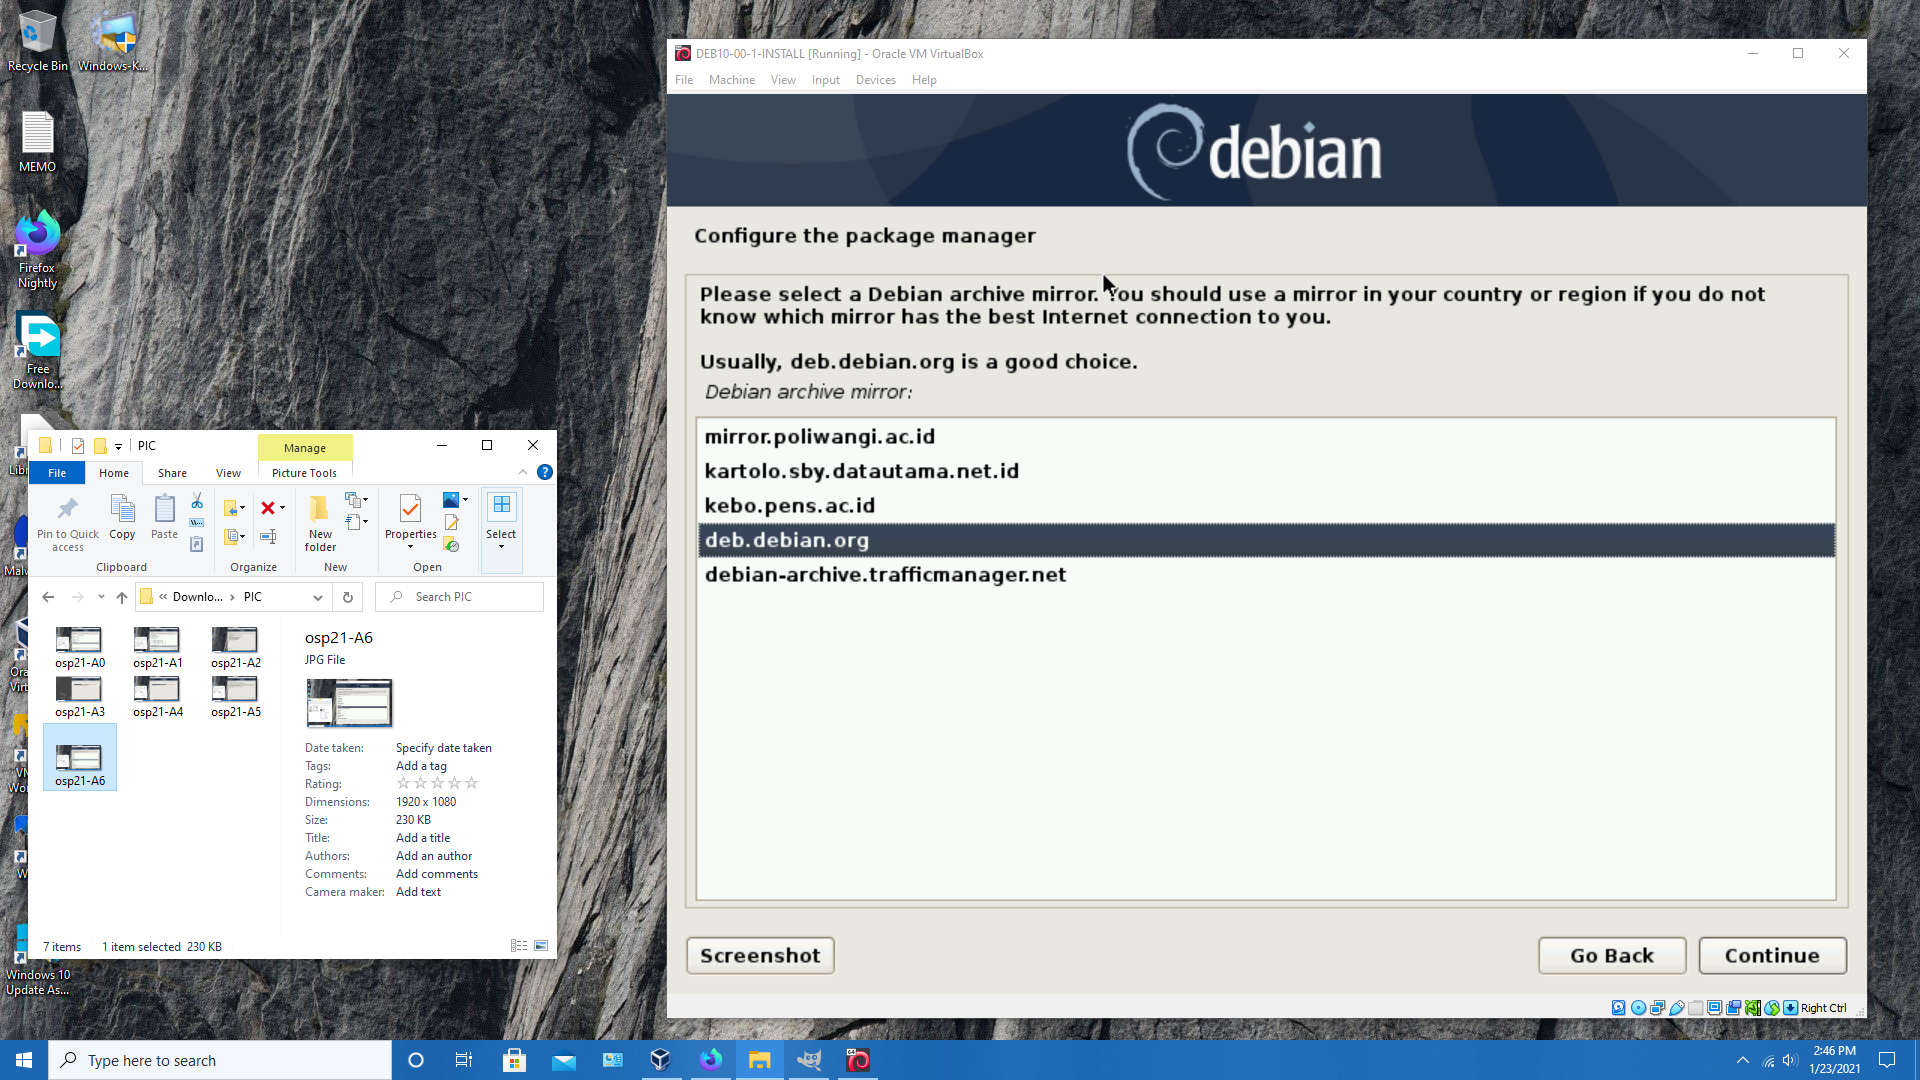 Recycle Bin
Windows-K...
MEMO
Firefox
Nightly
Free
Downlo...
Windows 10
Update As...
PIC
Manage
File
Home
Share
View
Picture Tools
Pin to Quick
access
Copy
Paste
New
folder
Properties
Select
Clipboard
Organize
New
Open
Downlo...
PIC
Search PIC
osp21-A0
osp21-A1
osp21-A2
osp21-A3
osp21-A4
osp21-A5
osp21-A6
osp21-A6
JPG File
Date taken: Specify date taken
Tags: Add a tag
Rating:
Dimensions: 1920 x 1080
Size: 230 KB
Title: Add a title
Authors: Add an author
Comments: Add comments
Camera maker: Add text
7 items 1 item selected 230 KB
DEB10-00-1-INSTALL [Running] - Oracle VM VirtualBox
File Machine View Input Devices Help
debian
Configure the package manager
Please select a Debian archive mirror. You should use a mirror in your country or region if you do not
know which mirror has the best Internet connection to you.
Usually, deb.debian.org is a good choice.
Debian archive mirror:
mirror.poliwangi.ac.id
kartolo.sby.datautama.net.id
kebo.pens.ac.id
deb.debian.org
debian-archive.trafficmanager.net
Screenshot
Go Back
Continue
Right Ctrl
Type here to search
2:46 PM
1/23/2021